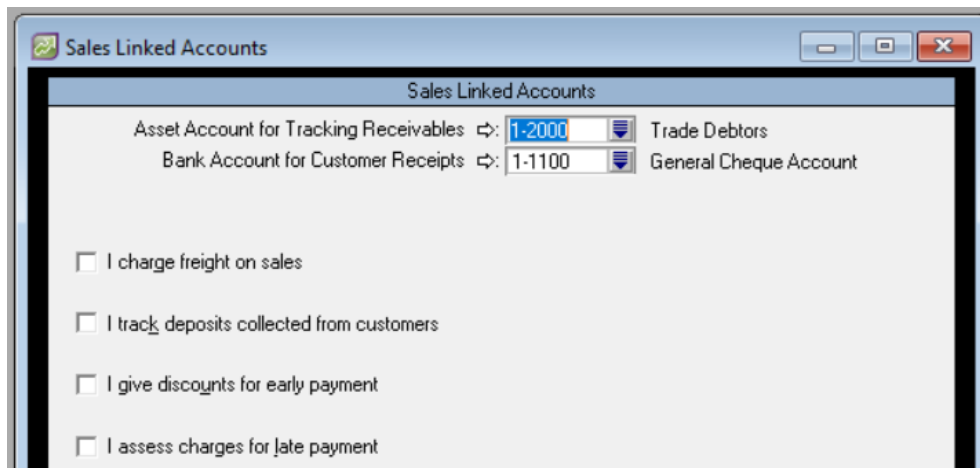 Sales Linked Accounts
Sales Linked Accounts
Asset Account for Tracking Receivables ⇨: 1-2000 Trade Debtors
Bank Account for Customer Receipts ⇨: 1-1100 General Cheque Account
I charge freight on sales
I track deposits collected from customers
I give discounts for early payment
I assess charges for late payment